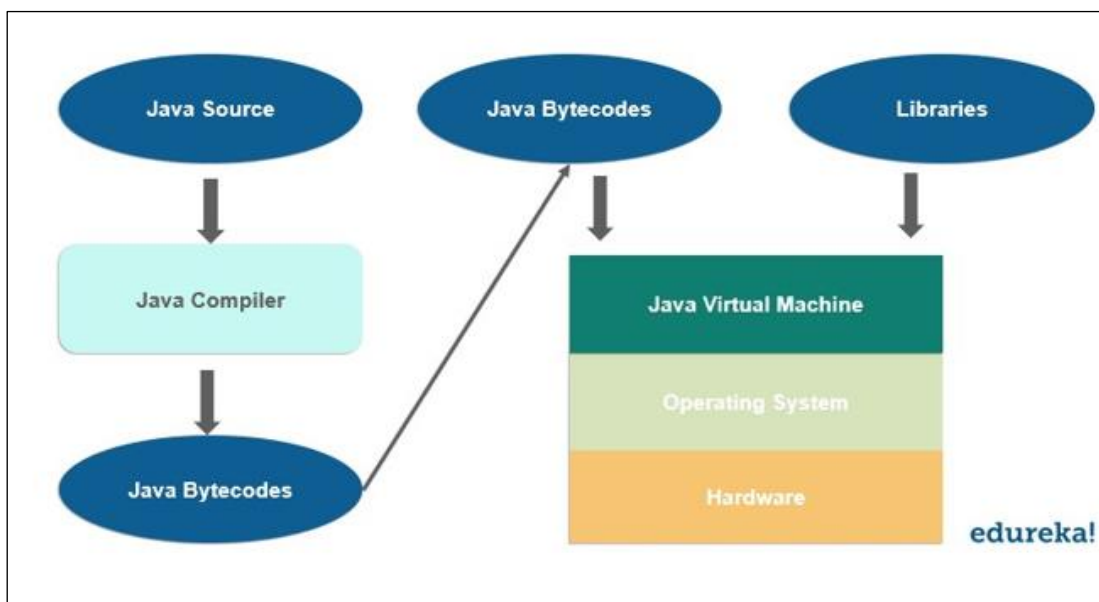 Java Source
Java Bytecodes
Libraries
Java Compiler
Java Virtual Machine
Operating System
Java Bytecodes
Hardware
edureka!